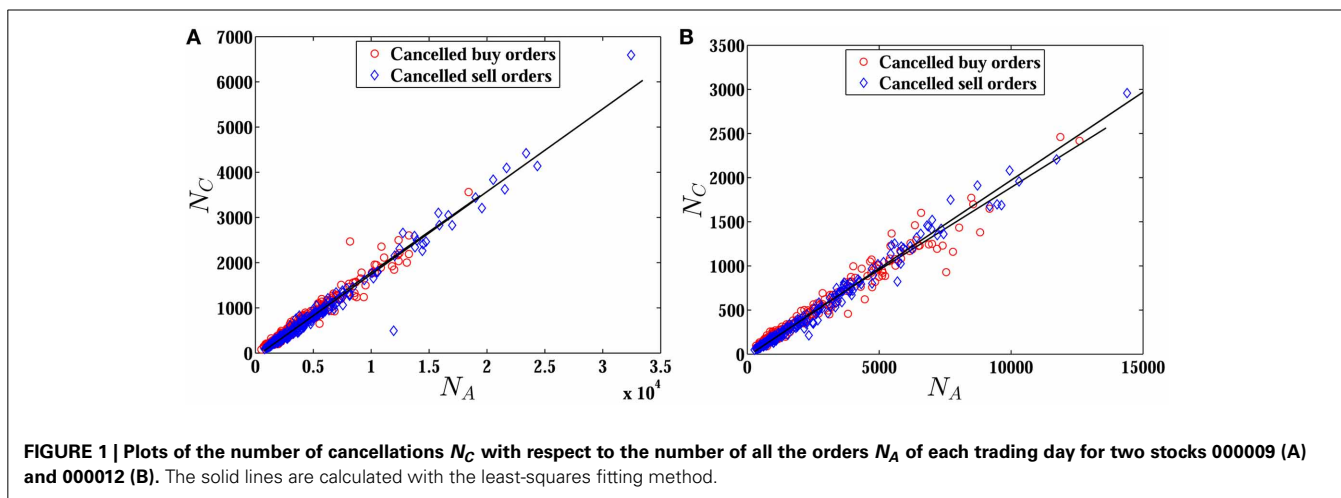 A
7000
6000
5000
4000
3000
2000
1000
0
N_C
Cancelled buy orders
Cancelled sell orders
0 0.5 1 1.5 2 2.5 3 3.5
N_A
x 10^4
B
3500
3000
2500
2000
1500
1000
500
0
N_C
Cancelled buy orders
Cancelled sell orders
0 5000 10000 15000
N_A
FIGURE 1 | Plots of the number of cancellations N_C with respect to the number of all the orders N_A of each trading day for two stocks 000009 (A)
and 000012 (B). The solid lines are calculated with the least-squares fitting method.